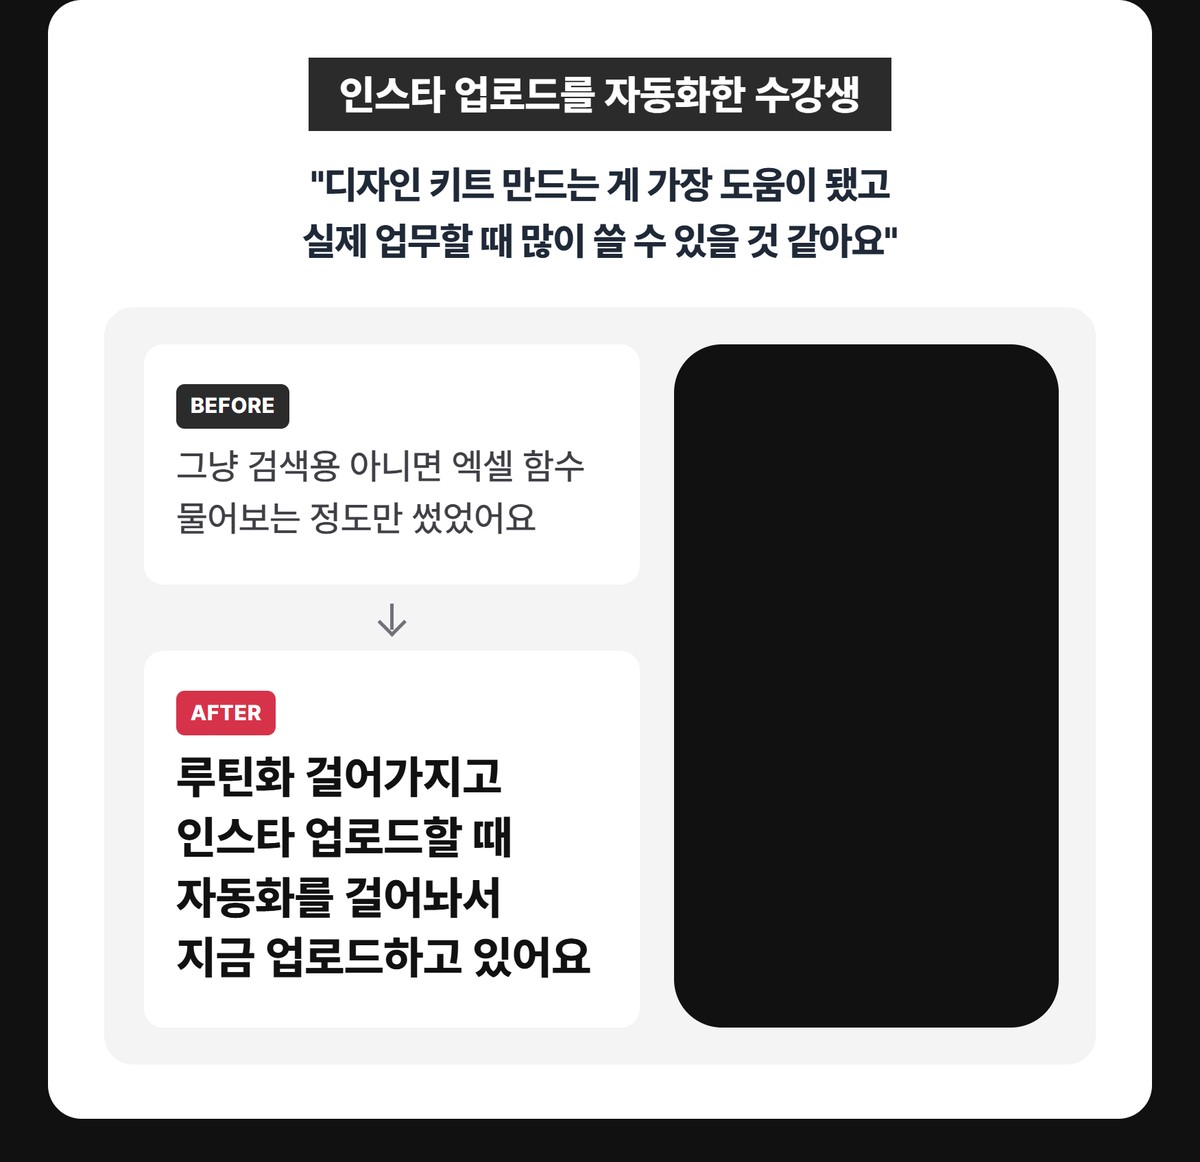 인스타 업로드를 자동화한 수강생
"디자인 키트 만드는 게 가장 도움이 됐고
실제 업무할 때 많이 쓸 수 있을 것 같아요"
BEFORE
그냥 검색용 아니면 엑셀 함수
물어보는 정도만 썼었어요
AFTER
루틴화 걸어가지고
인스타 업로드할 때
자동화를 걸어놔서
지금 업로드하고 있어요